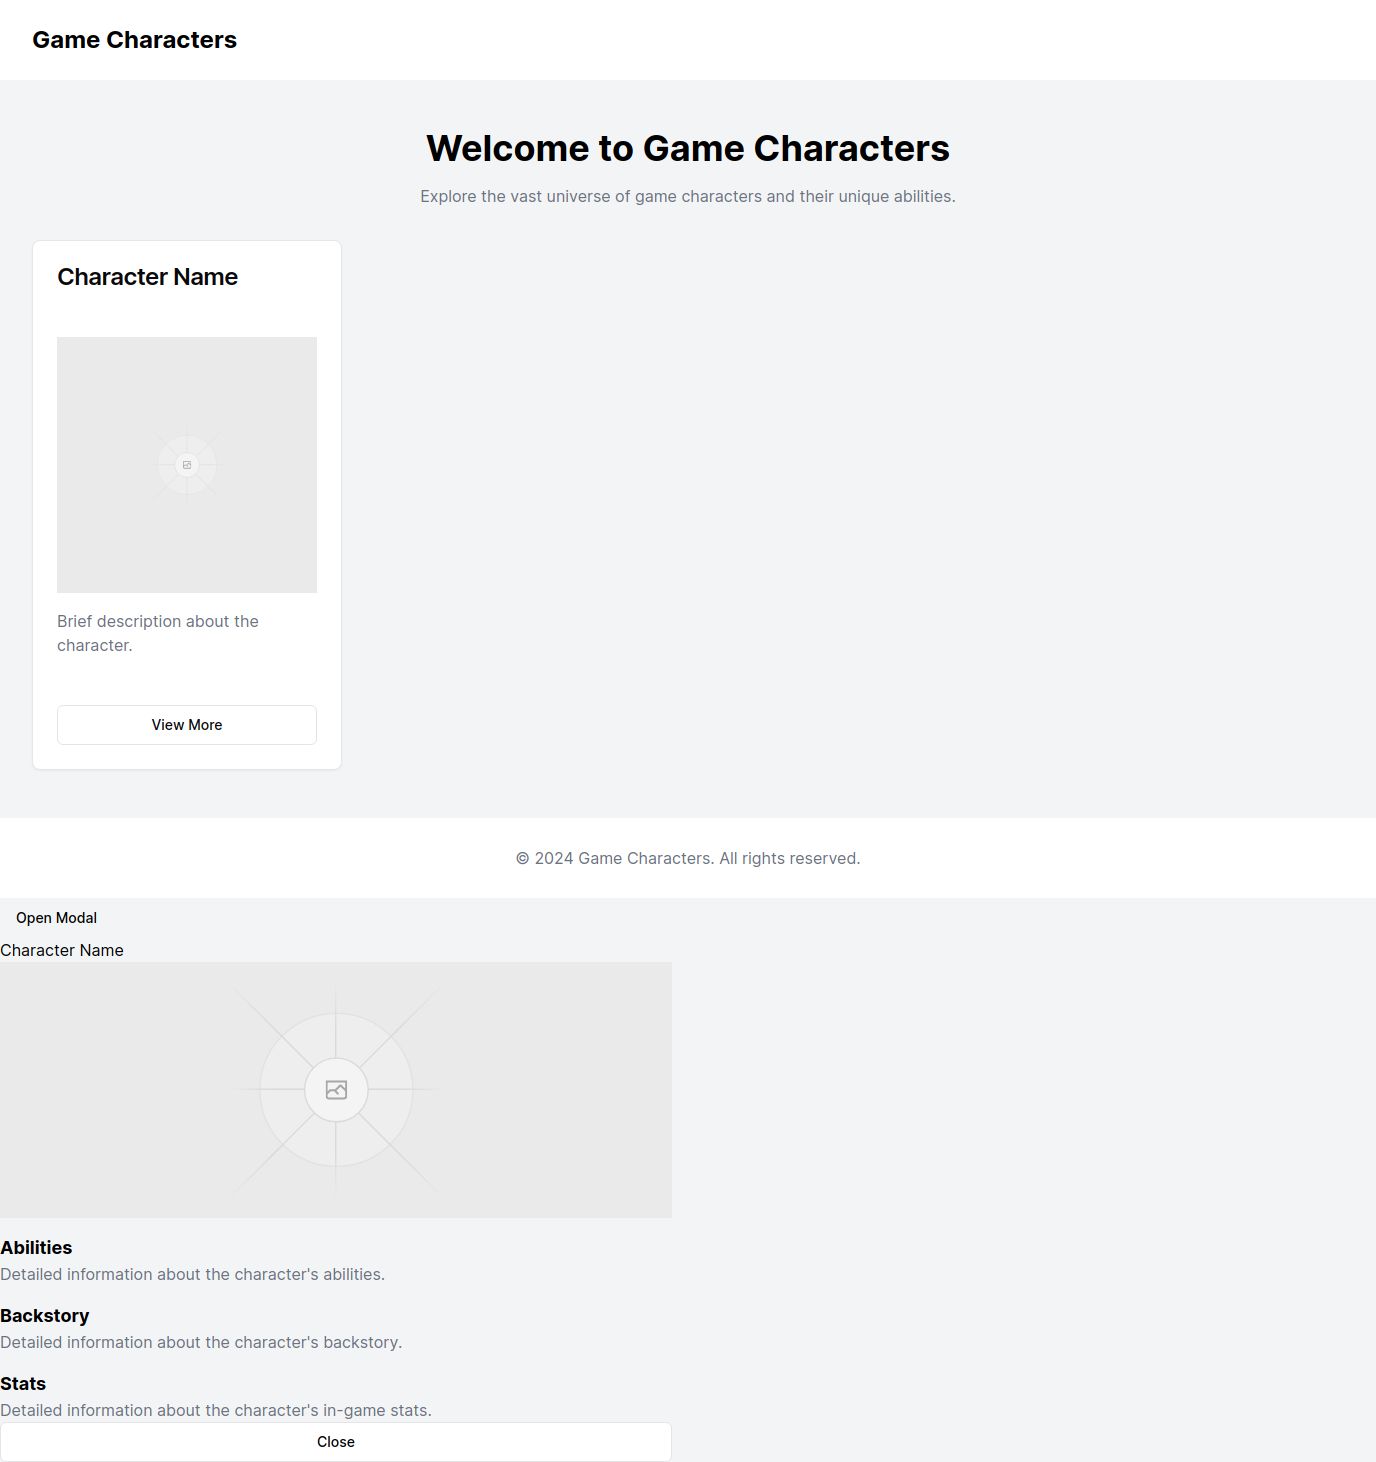 Game Characters
Welcome to Game Characters
Explore the vast universe of game characters and their unique abilities.
Character Name
Brief description about the
character.
View More
© 2024 Game Characters. All rights reserved.
Open Modal
Character Name
Abilities
Detailed information about the character's abilities.
Backstory
Detailed information about the character's backstory.
Stats
Detailed information about the character's in-game stats.
Close